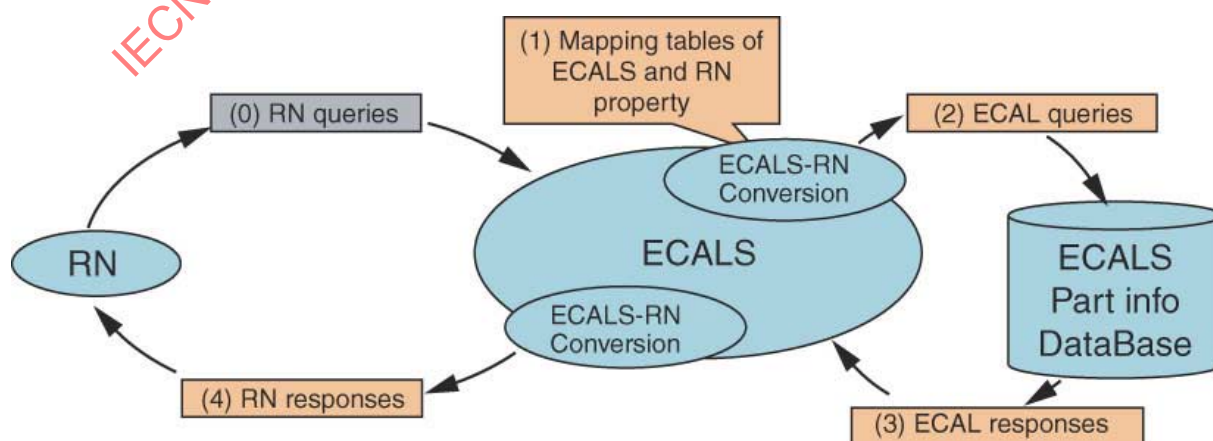 IECN
(1) Mapping tables of
ECALS and RN
property
(0) RN queries
(2) ECAL queries
ECALS-RN
Conversion
RN
ECALS
ECALS
Part info
DataBase
ECALS-RN
Conversion
(4) RN responses
(3) ECAL responses